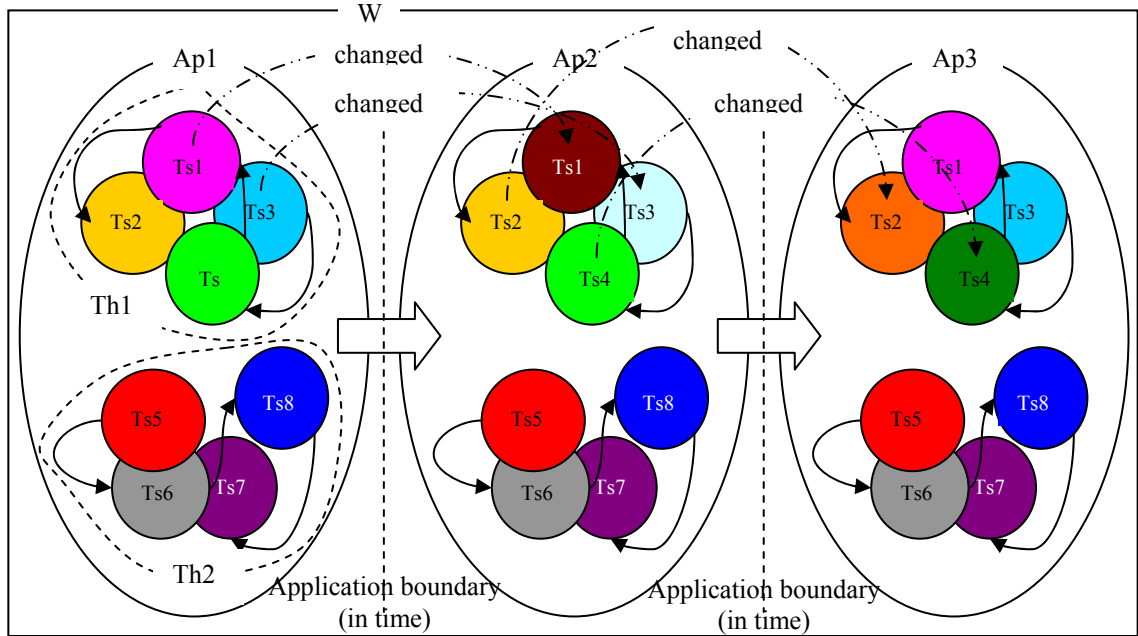 W
Ap1
changed
Ap2
changed
Ap3
changed
changed
Ts1
Ts2
Ts3
Ts
Th1
Ts1
Ts2
Ts3
Ts4
Ts1
Ts2
Ts3
Ts4
Ts5
Ts8
Ts6
Ts7
Th2
Ts5
Ts8
Ts6
Ts7
Ts5
Ts8
Ts6
Ts7
Application boundary
(in time)
Application boundary
(in time)